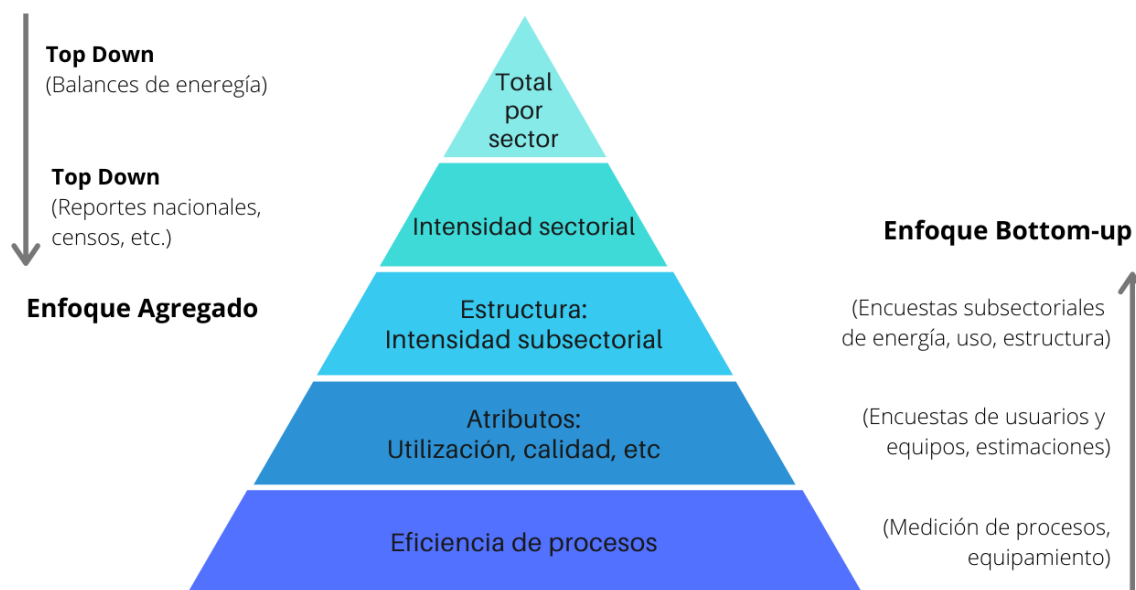 Top Down
(Balances de eneregía)
Top Down
(Reportes nacionales,
censos, etc.)
Enfoque Agregado
Total
por
sector
Intensidad sectorial
Estructura:
Intensidad subsectorial
Atributos:
Utilización, calidad, etc
Eficiencia de procesos
Enfoque Bottom-up
(Encuestas subsectoriales
de energía, uso, estructura)
(Encuestas de usuarios y
equipos, estimaciones)
(Medición de procesos,
equipamiento)